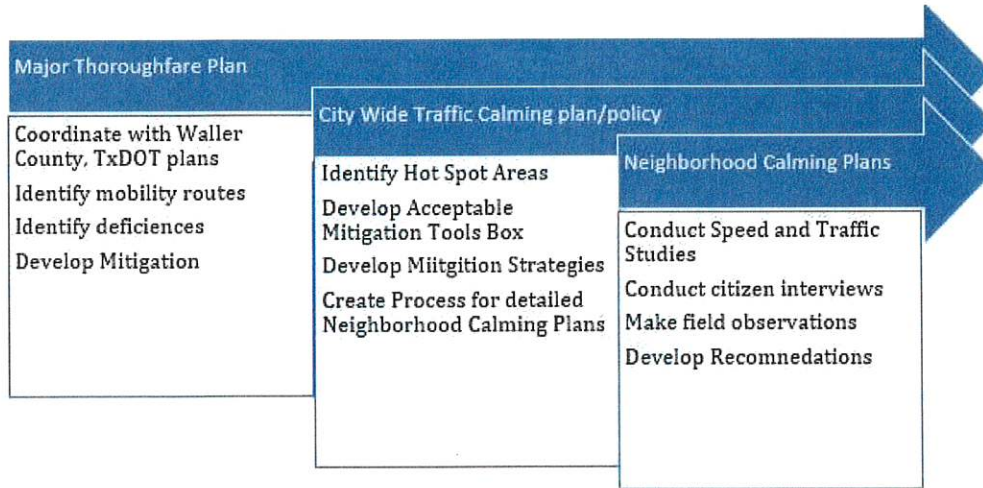 Major Thoroughfare Plan
Coordinate with Waller
County, TxDOT plans
Identify mobility routes
Identify deficiences
Develop Mitigation
City Wide Traffic Calming plan/policy
Identify Hot Spot Areas
Develop Acceptable
Mitigation Tools Box
Develop Miitgition Strategies
Create Process for detailed
Neighborhood Calming Plans
Neighborhood Calming Plans
Conduct Speed and Traffic
Studies
Conduct citizen interviews
Make field observations
Develop Recomnedations